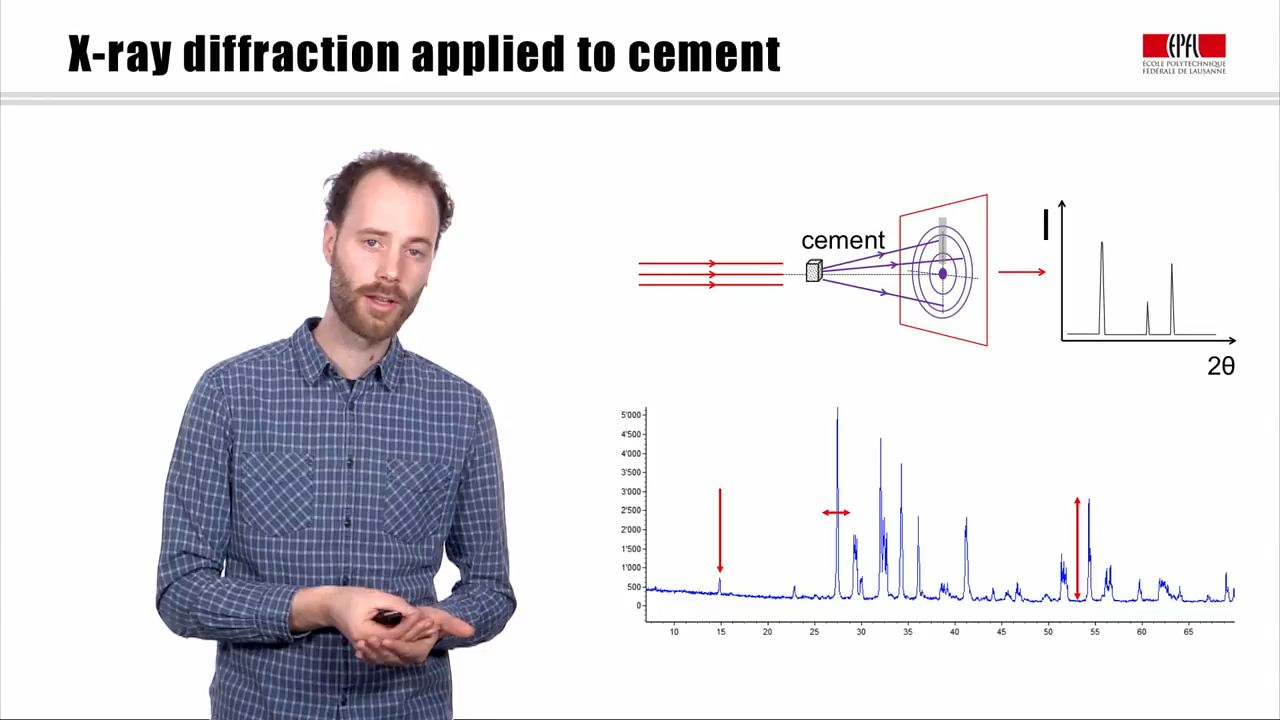 X-ray diffraction applied to cement
EPFL
ÉCOLE POLYTECHNIQUE
FÉDÉRALE DE LAUSANNE
cement
I
2θ
5'000
4'500
4'000
3'500
3'000
2'500
2'000
1'500
1'000
500
0
10 15 20 25 30 35 40 45 50 55 60 65